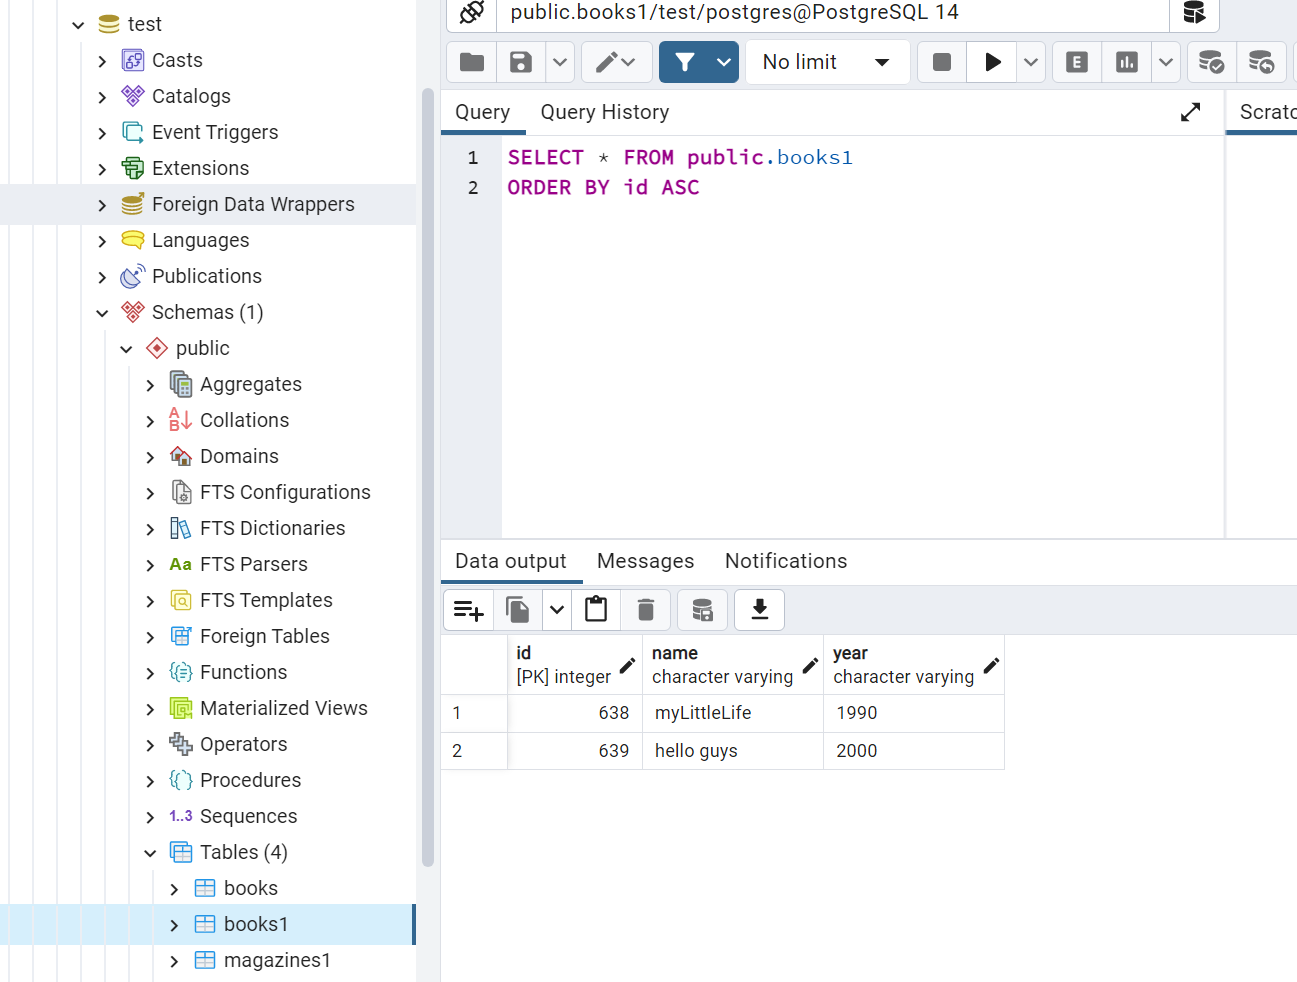 test
Casts
Catalogs
Event Triggers
Extensions
Foreign Data Wrappers
Languages
Publications
Schemas (1)
public
Aggregates
Collations
Domains
FTS Configurations
FTS Dictionaries
Aa FTS Parsers
FTS Templates
Foreign Tables
Functions
Materialized Views
Operators
Procedures
1..3 Sequences
Tables (4)
books
books1
magazines1
public.books1/test/postgres@PostgreSQL 14
No limit
E
Query Query History
Scratc
1 SELECT * FROM public.books1
2 ORDER BY id ASC
Data output Messages Notifications
id name year
[PK] integer character varying character varying
1 638 myLittleLife 1990
2 639 hello guys 2000